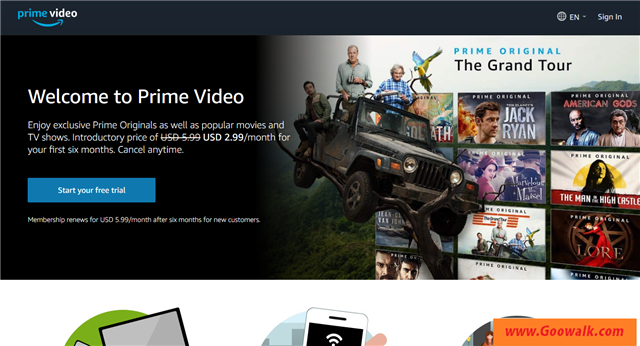 prime video
EN
Sign In
PRIME ORIGINAL
The Grand Tour
Welcome to Prime Video
Enjoy exclusive Prime Originals as well as popular movies and
TV shows. Introductory price of USD 5.99 USD 2.99/month for
your first six months. Cancel anytime.
Start your free trial
Membership renews for USD 5.99/month after six months for new customers.
GOLIATH
PRIME ORIGINAL
TOM CLANCY'S
JACK
RYAN
PRIME ORIGINAL
AMERICAN
GODS
PRIME ORIGINAL
The Marvelous
Mrs. Maisel
PRIME ORIGINAL
THE MAN IN THE HIGH CASTLE
PRIME ORIGINAL
PRIME ORIGINAL
LORE
PRIME ORIGINAL
PRIME ORIGINAL
www.Goowalk.com